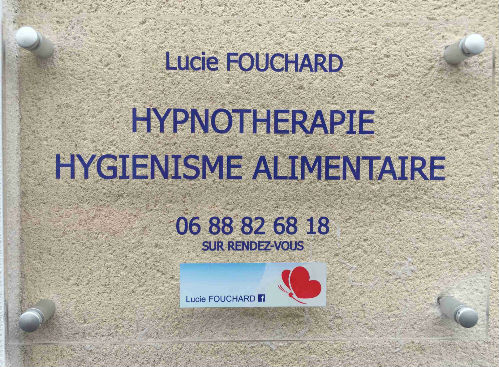 Lucie FOUCHARD
HYPNOTHERAPIE
HYGIENISME ALIMENTAIRE
06 88 82 68 18
SUR RENDEZ-VOUS
Lucie FOUCHARD f